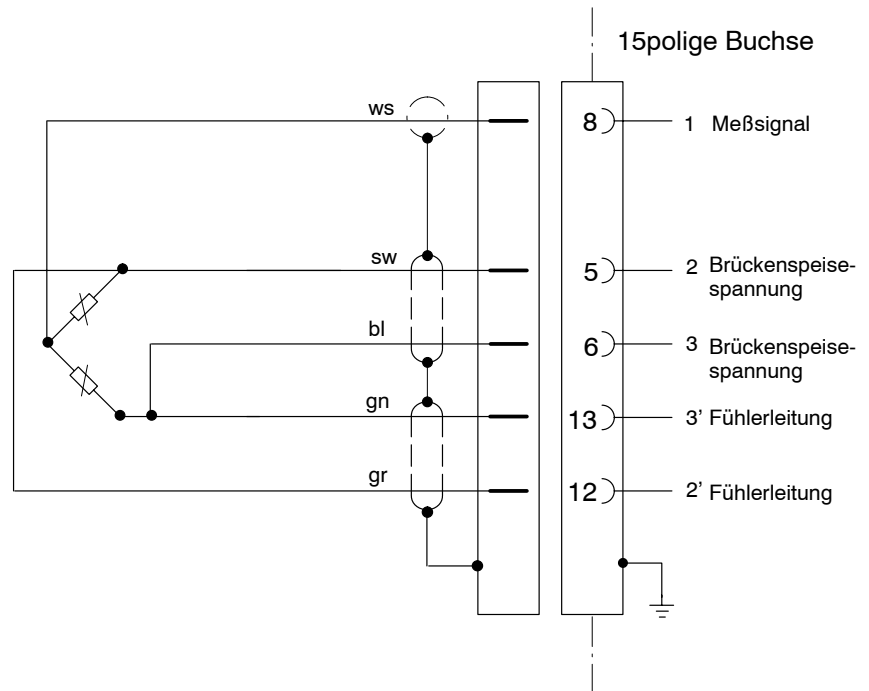 15polige Buchse
ws
8
1 Meßsignal
sw
5
2 Brückenspeise-
spannung
bl
6
3 Brückenspeise-
spannung
gn
13
3' Fühlerleitung
gr
12
2' Fühlerleitung